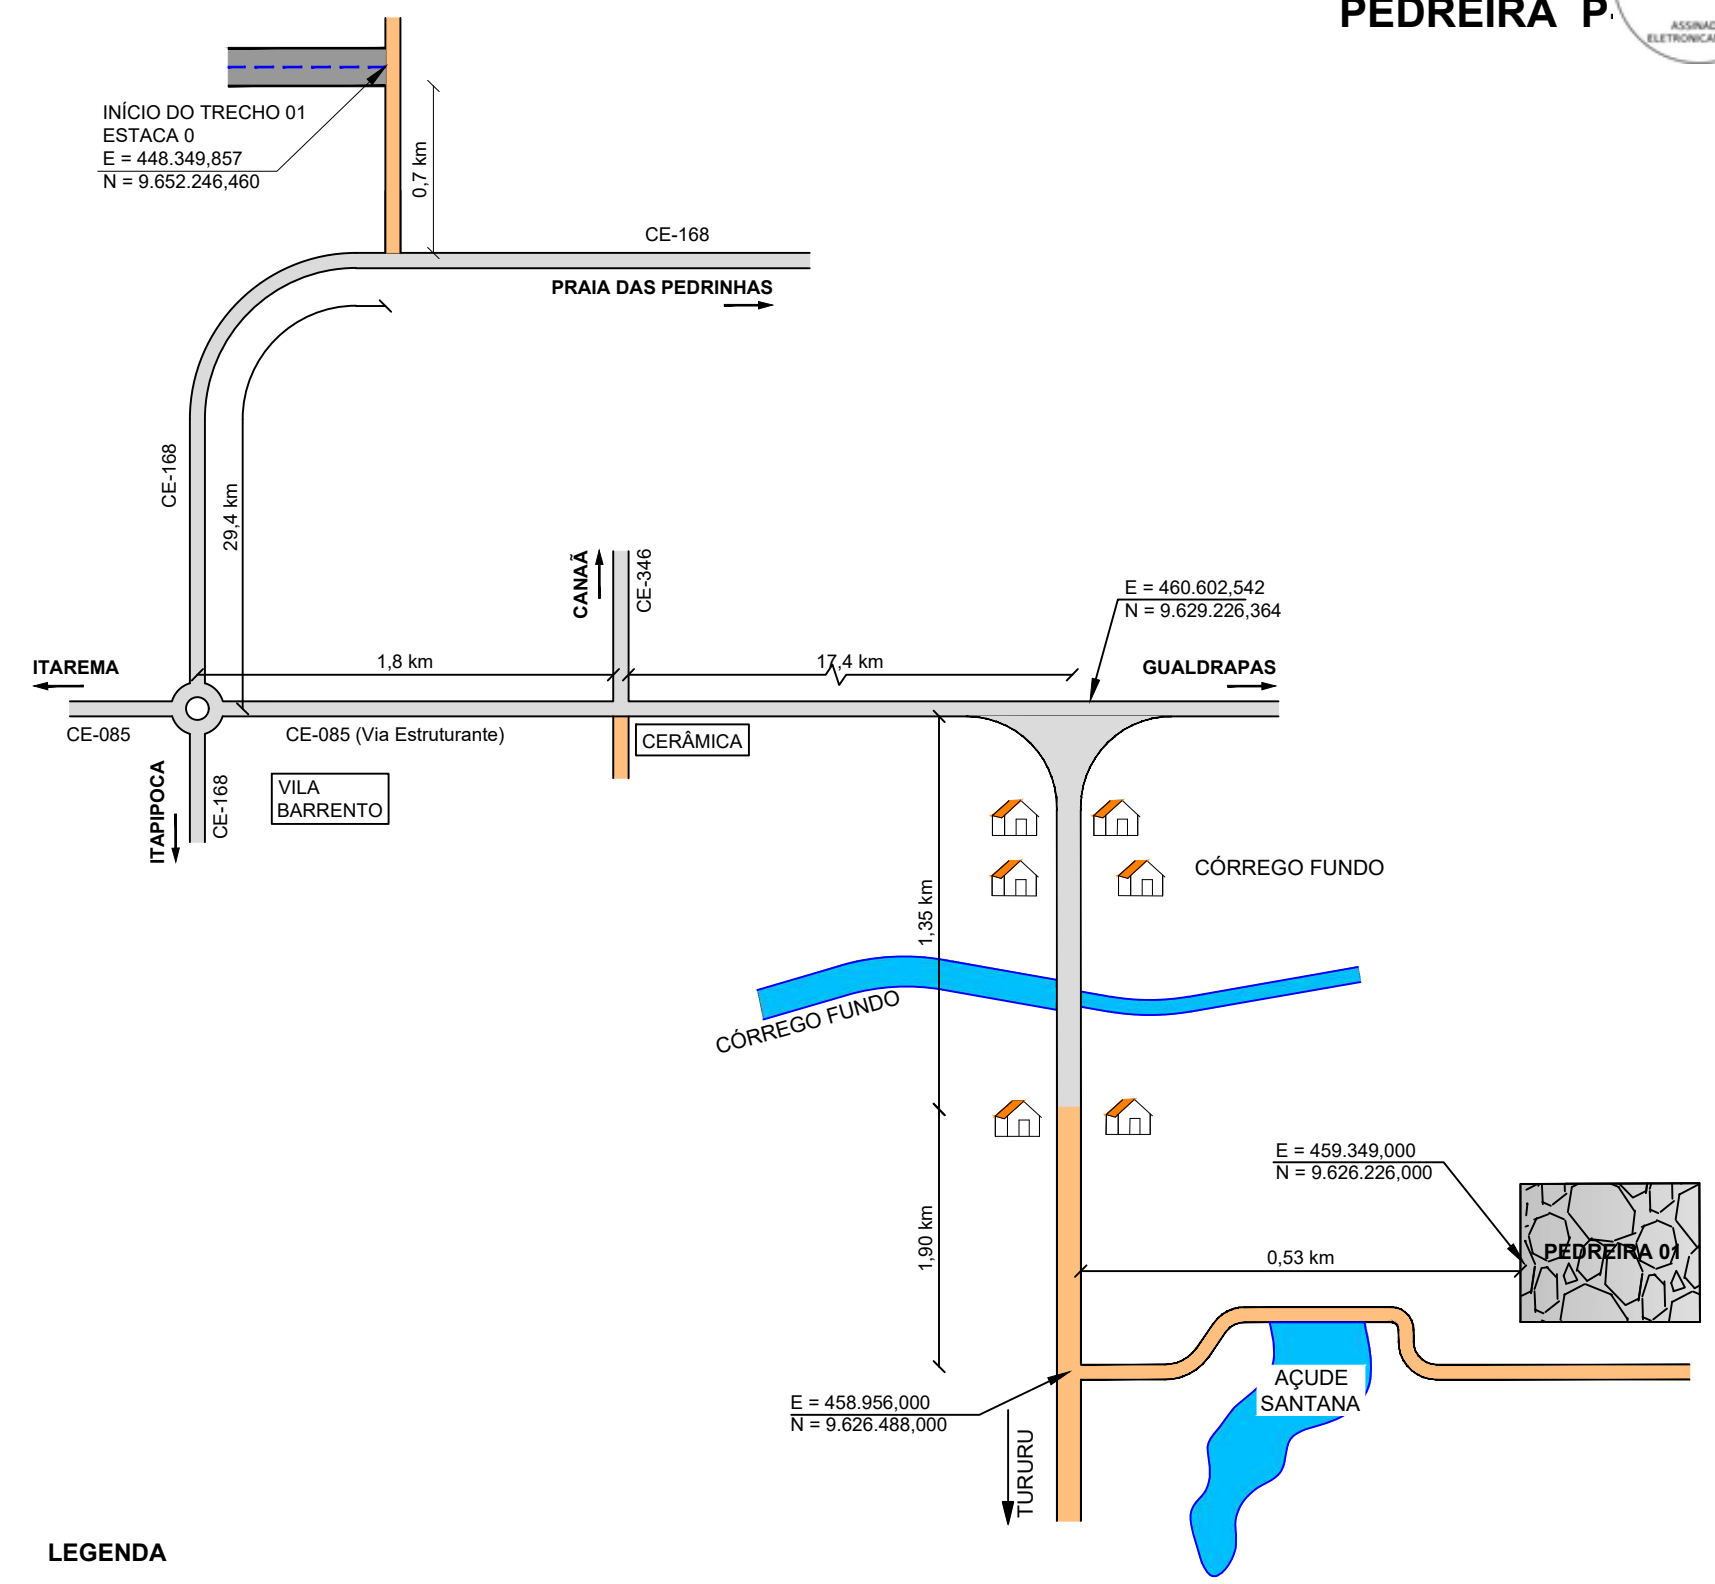 PEDREIRA P
INÍCIO DO TRECHO 01
ESTACA 0
E = 448.349,857
N = 9.652.246,460
0,7 km
CE-168
PRAIA DAS PEDRINHAS
CE-168
29,4 km
CANAÃ
CE-346
E = 460.602,542
N = 9.629.226,364
ITAREMA
1,8 km
17,4 km
GUALDRAPAS
CE-085
CE-085 (Via Estruturante)
CERÂMICA
VILA
BARRENTO
ITAPIPOCA
CE-168
CÓRREGO FUNDO
1,35 km
CÓRREGO FUNDO
E = 459.349,000
N = 9.626.226,000
1,90 km
0,53 km
PEDREIRA 01
AÇUDE
SANTANA
E = 458.956,000
N = 9.626.488,000
TURURU
LEGENDA